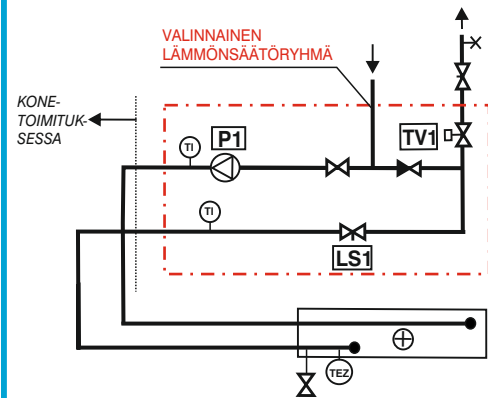 VALINNAINEN
LÄMMÖNSÄÄTÖRYHMÄ
KONE-
TOIMITUK-
SESSA
TI
P1
TV1
TI
LS1
TEZ